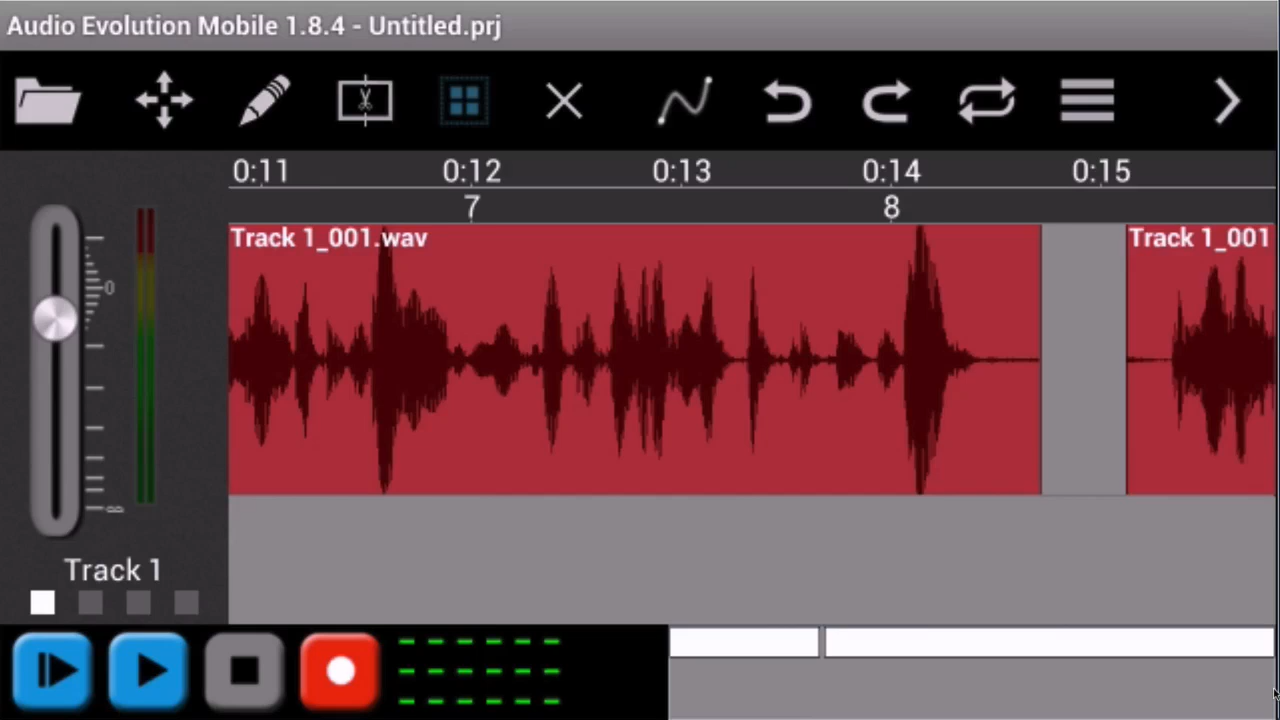 Audio Evolution Mobile 1.8.4 - Untitled.prj
0:11 0:12 0:13 0:14 0:15
7 8
Track 1_001.wav Track 1_001
0
∞
Track 1